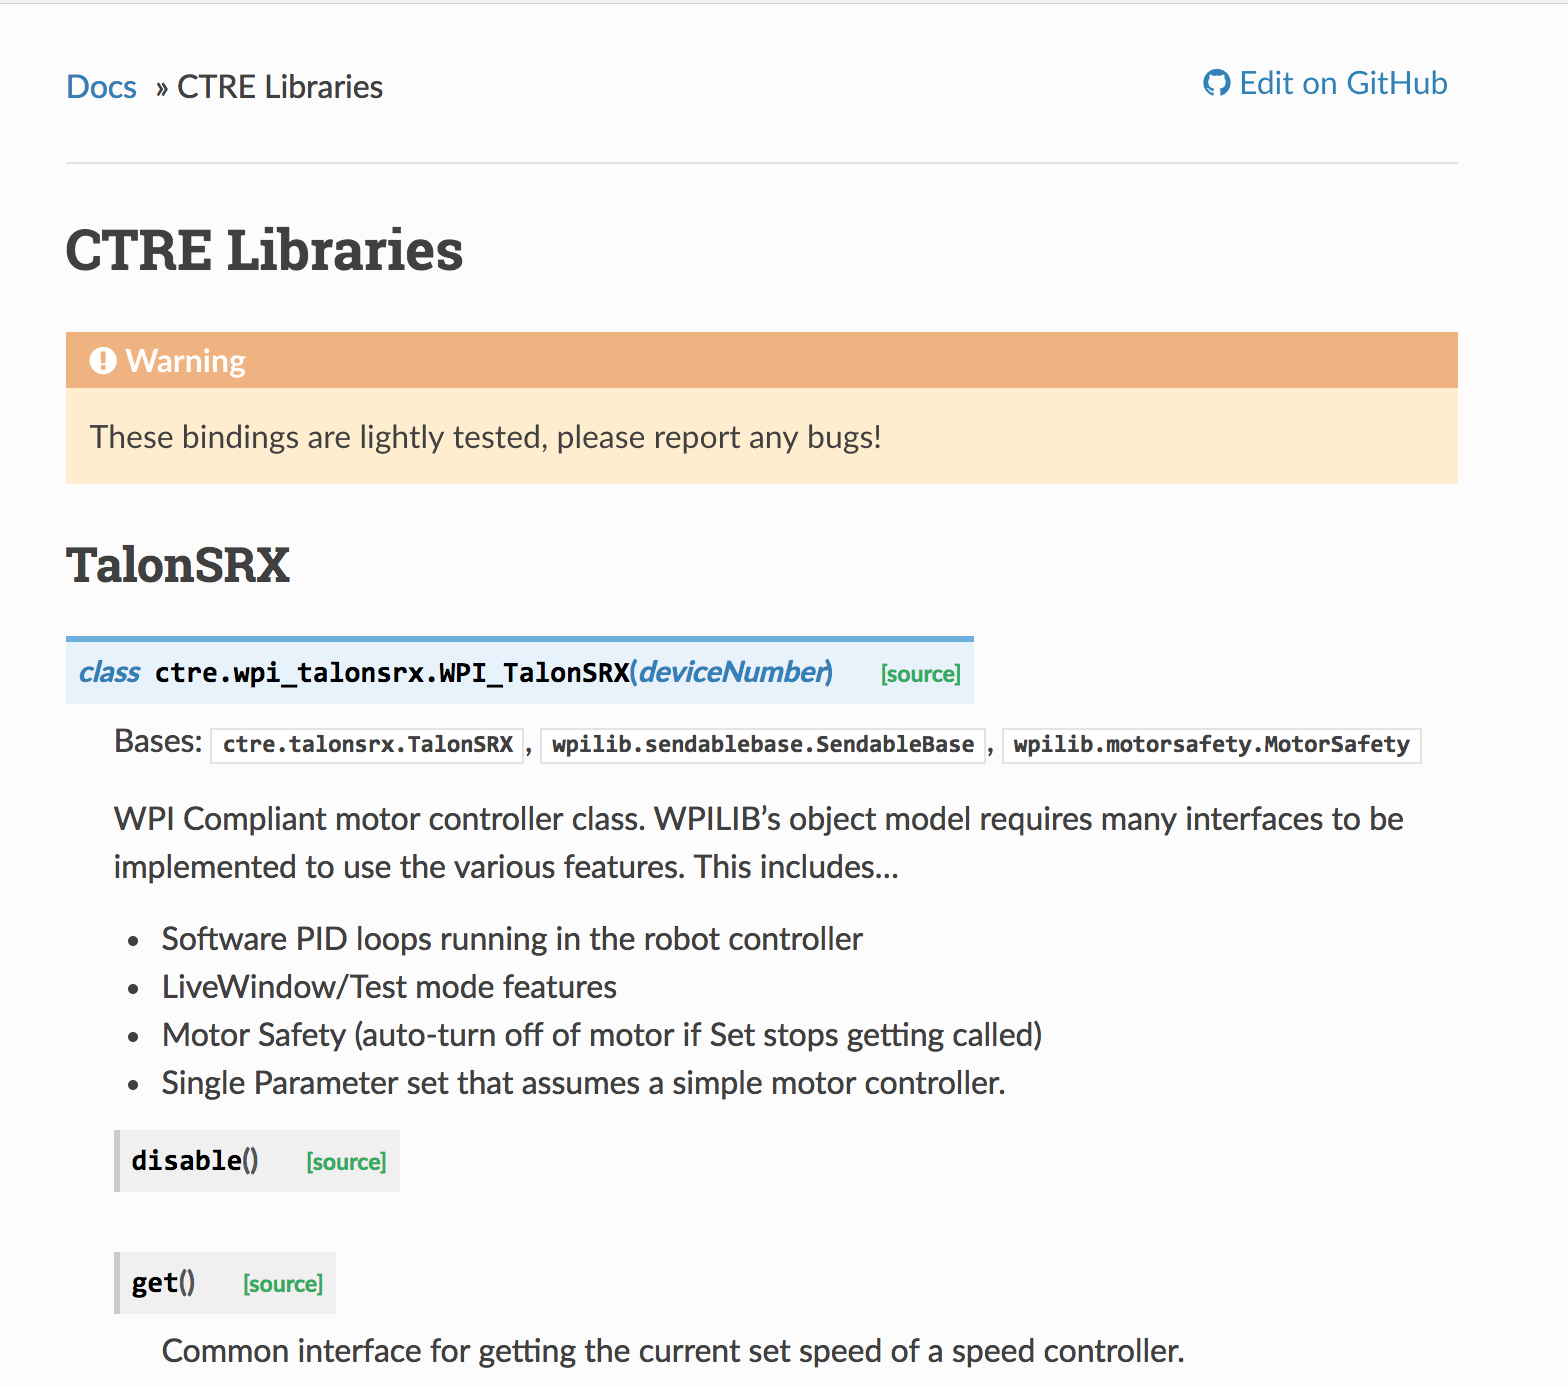 Docs » CTRE Libraries
Edit on GitHub
CTRE Libraries
Warning
These bindings are lightly tested, please report any bugs!
TalonSRX
class ctre.wpi_talonsrx.WPI_TalonSRX(deviceNumber) [source]
Bases: ctre.talonsrx.TalonSRX , wpilib.sendablebase.SendableBase , wpilib.motorsafety.MotorSafety
WPI Compliant motor controller class. WPILIB’s object model requires many interfaces to be
implemented to use the various features. This includes…
• Software PID loops running in the robot controller
• LiveWindow/Test mode features
• Motor Safety (auto-turn off of motor if Set stops getting called)
• Single Parameter set that assumes a simple motor controller.
disable() [source]
get() [source]
Common interface for getting the current set speed of a speed controller.